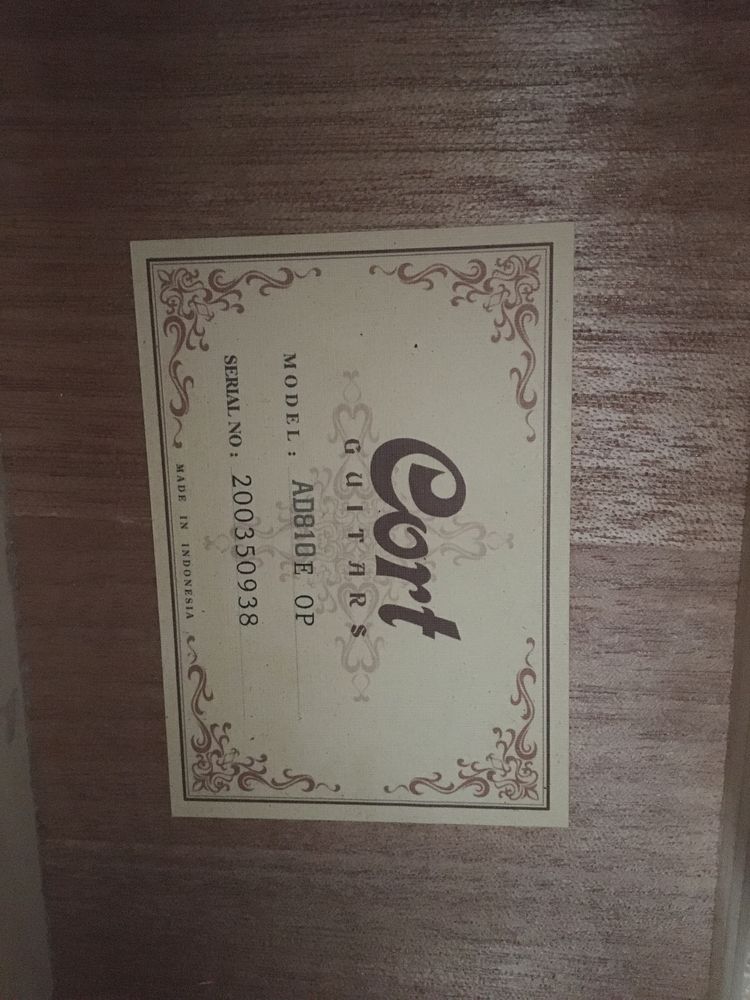 Cort
GUITARS
MODEL : AD810E OP
SERIAL NO : 200350938
MADE IN INDONESIA